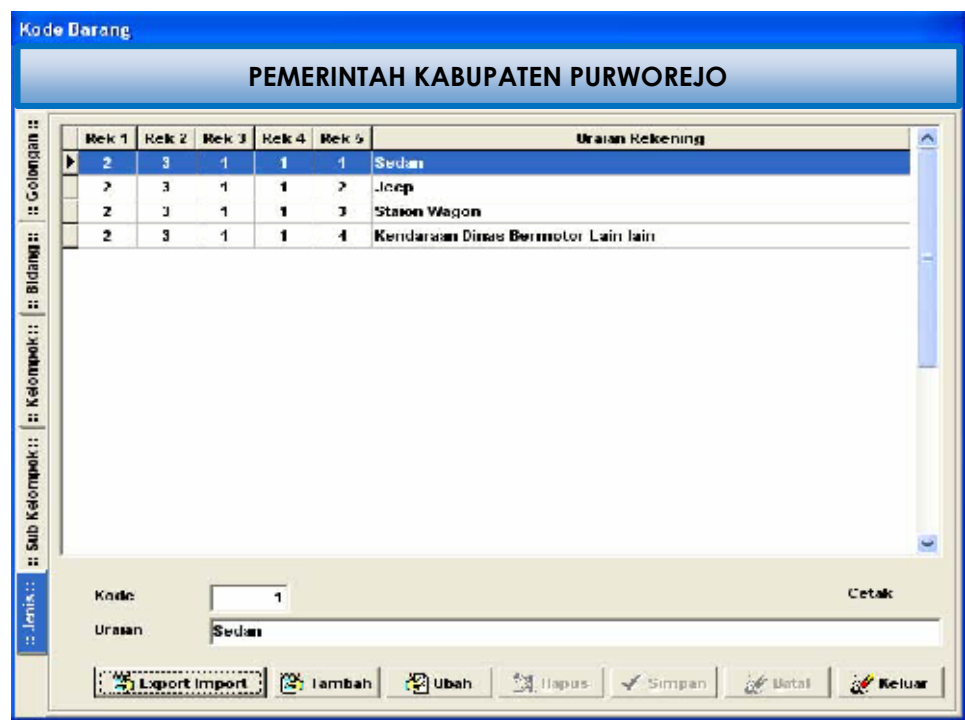 Kode Barang
PEMERINTAH KABUPATEN PURWOREJO
:: Golongan ::
:: Bidang ::
:: Kelompok ::
:: Sub Kelompok ::
:: Jenis ::
Rek 1 Rek 2 Rek 3 Rek 4 Rek 5 Uraian Rekening
2 3 1 1 1 Sedan
2 3 1 1 2 Jeep
2 3 1 1 3 Staion Wagon
2 3 1 1 4 Kendaraan Dinas Bermotor Lain lain
Kode 1 Cetak
Uraian Sedan
Export Import Tambah Ubah Hapus Simpan Batal Keluar